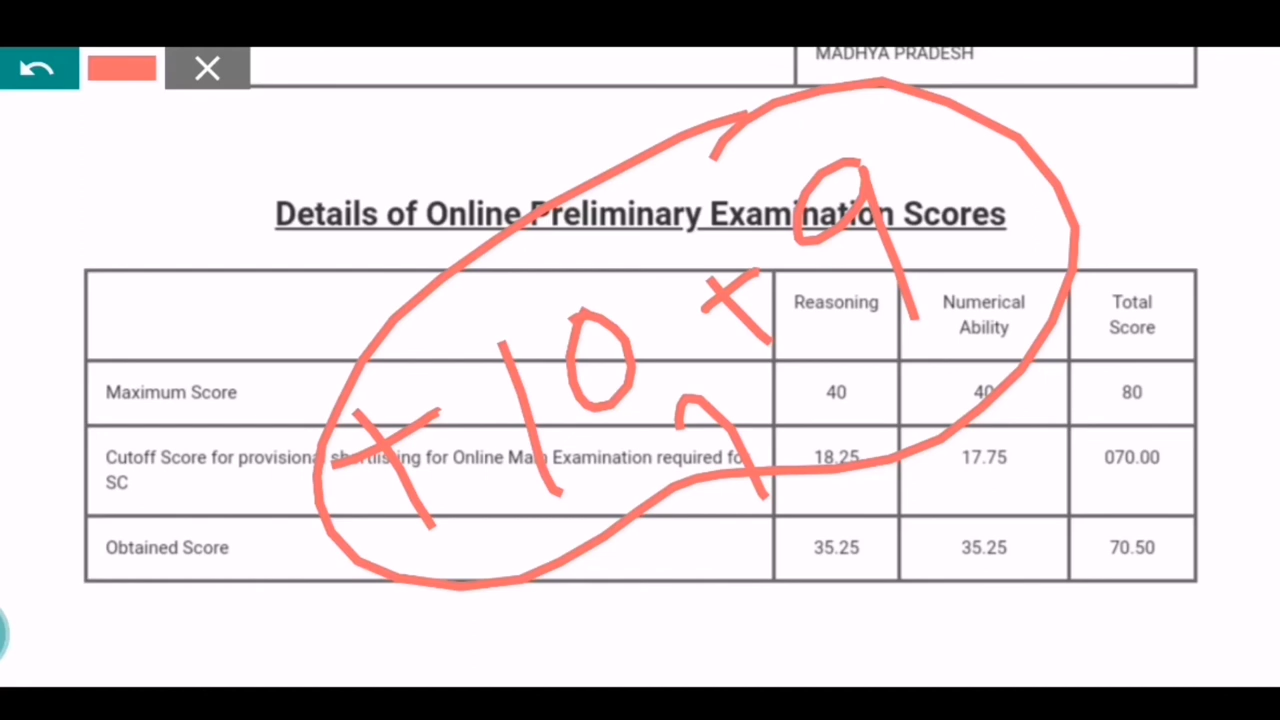 MADHYA PRADESH
Details of Online Preliminary Examination Scores
Reasoning Numerical Ability Total Score
Maximum Score 40 40 80
Cutoff Score for provisional shortlisting for Online Main Examination required for SC 18.25 17.75 070.00
Obtained Score 35.25 35.25 70.50
+10
+9